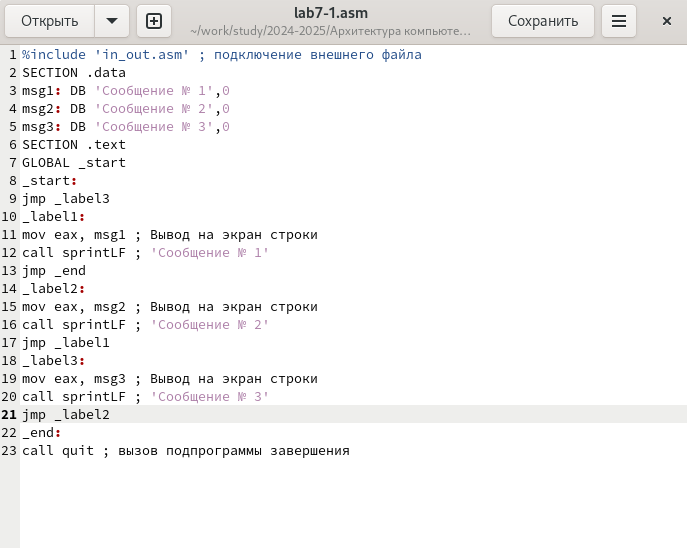 Открыть
lab7-1.asm
~/work/study/2024-2025/Архитектура компьюте…
Сохранить
1 %include 'in_out.asm' ; подключение внешнего файла
2 SECTION .data
3 msg1: DB 'Сообщение № 1',0
4 msg2: DB 'Сообщение № 2',0
5 msg3: DB 'Сообщение № 3',0
6 SECTION .text
7 GLOBAL _start
8 _start:
9 jmp _label3
10 _label1:
11 mov eax, msg1 ; Вывод на экран строки
12 call sprintLF ; 'Сообщение № 1'
13 jmp _end
14 _label2:
15 mov eax, msg2 ; Вывод на экран строки
16 call sprintLF ; 'Сообщение № 2'
17 jmp _label1
18 _label3:
19 mov eax, msg3 ; Вывод на экран строки
20 call sprintLF ; 'Сообщение № 3'
21 jmp _label2
22 _end:
23 call quit ; вызов подпрограммы завершения